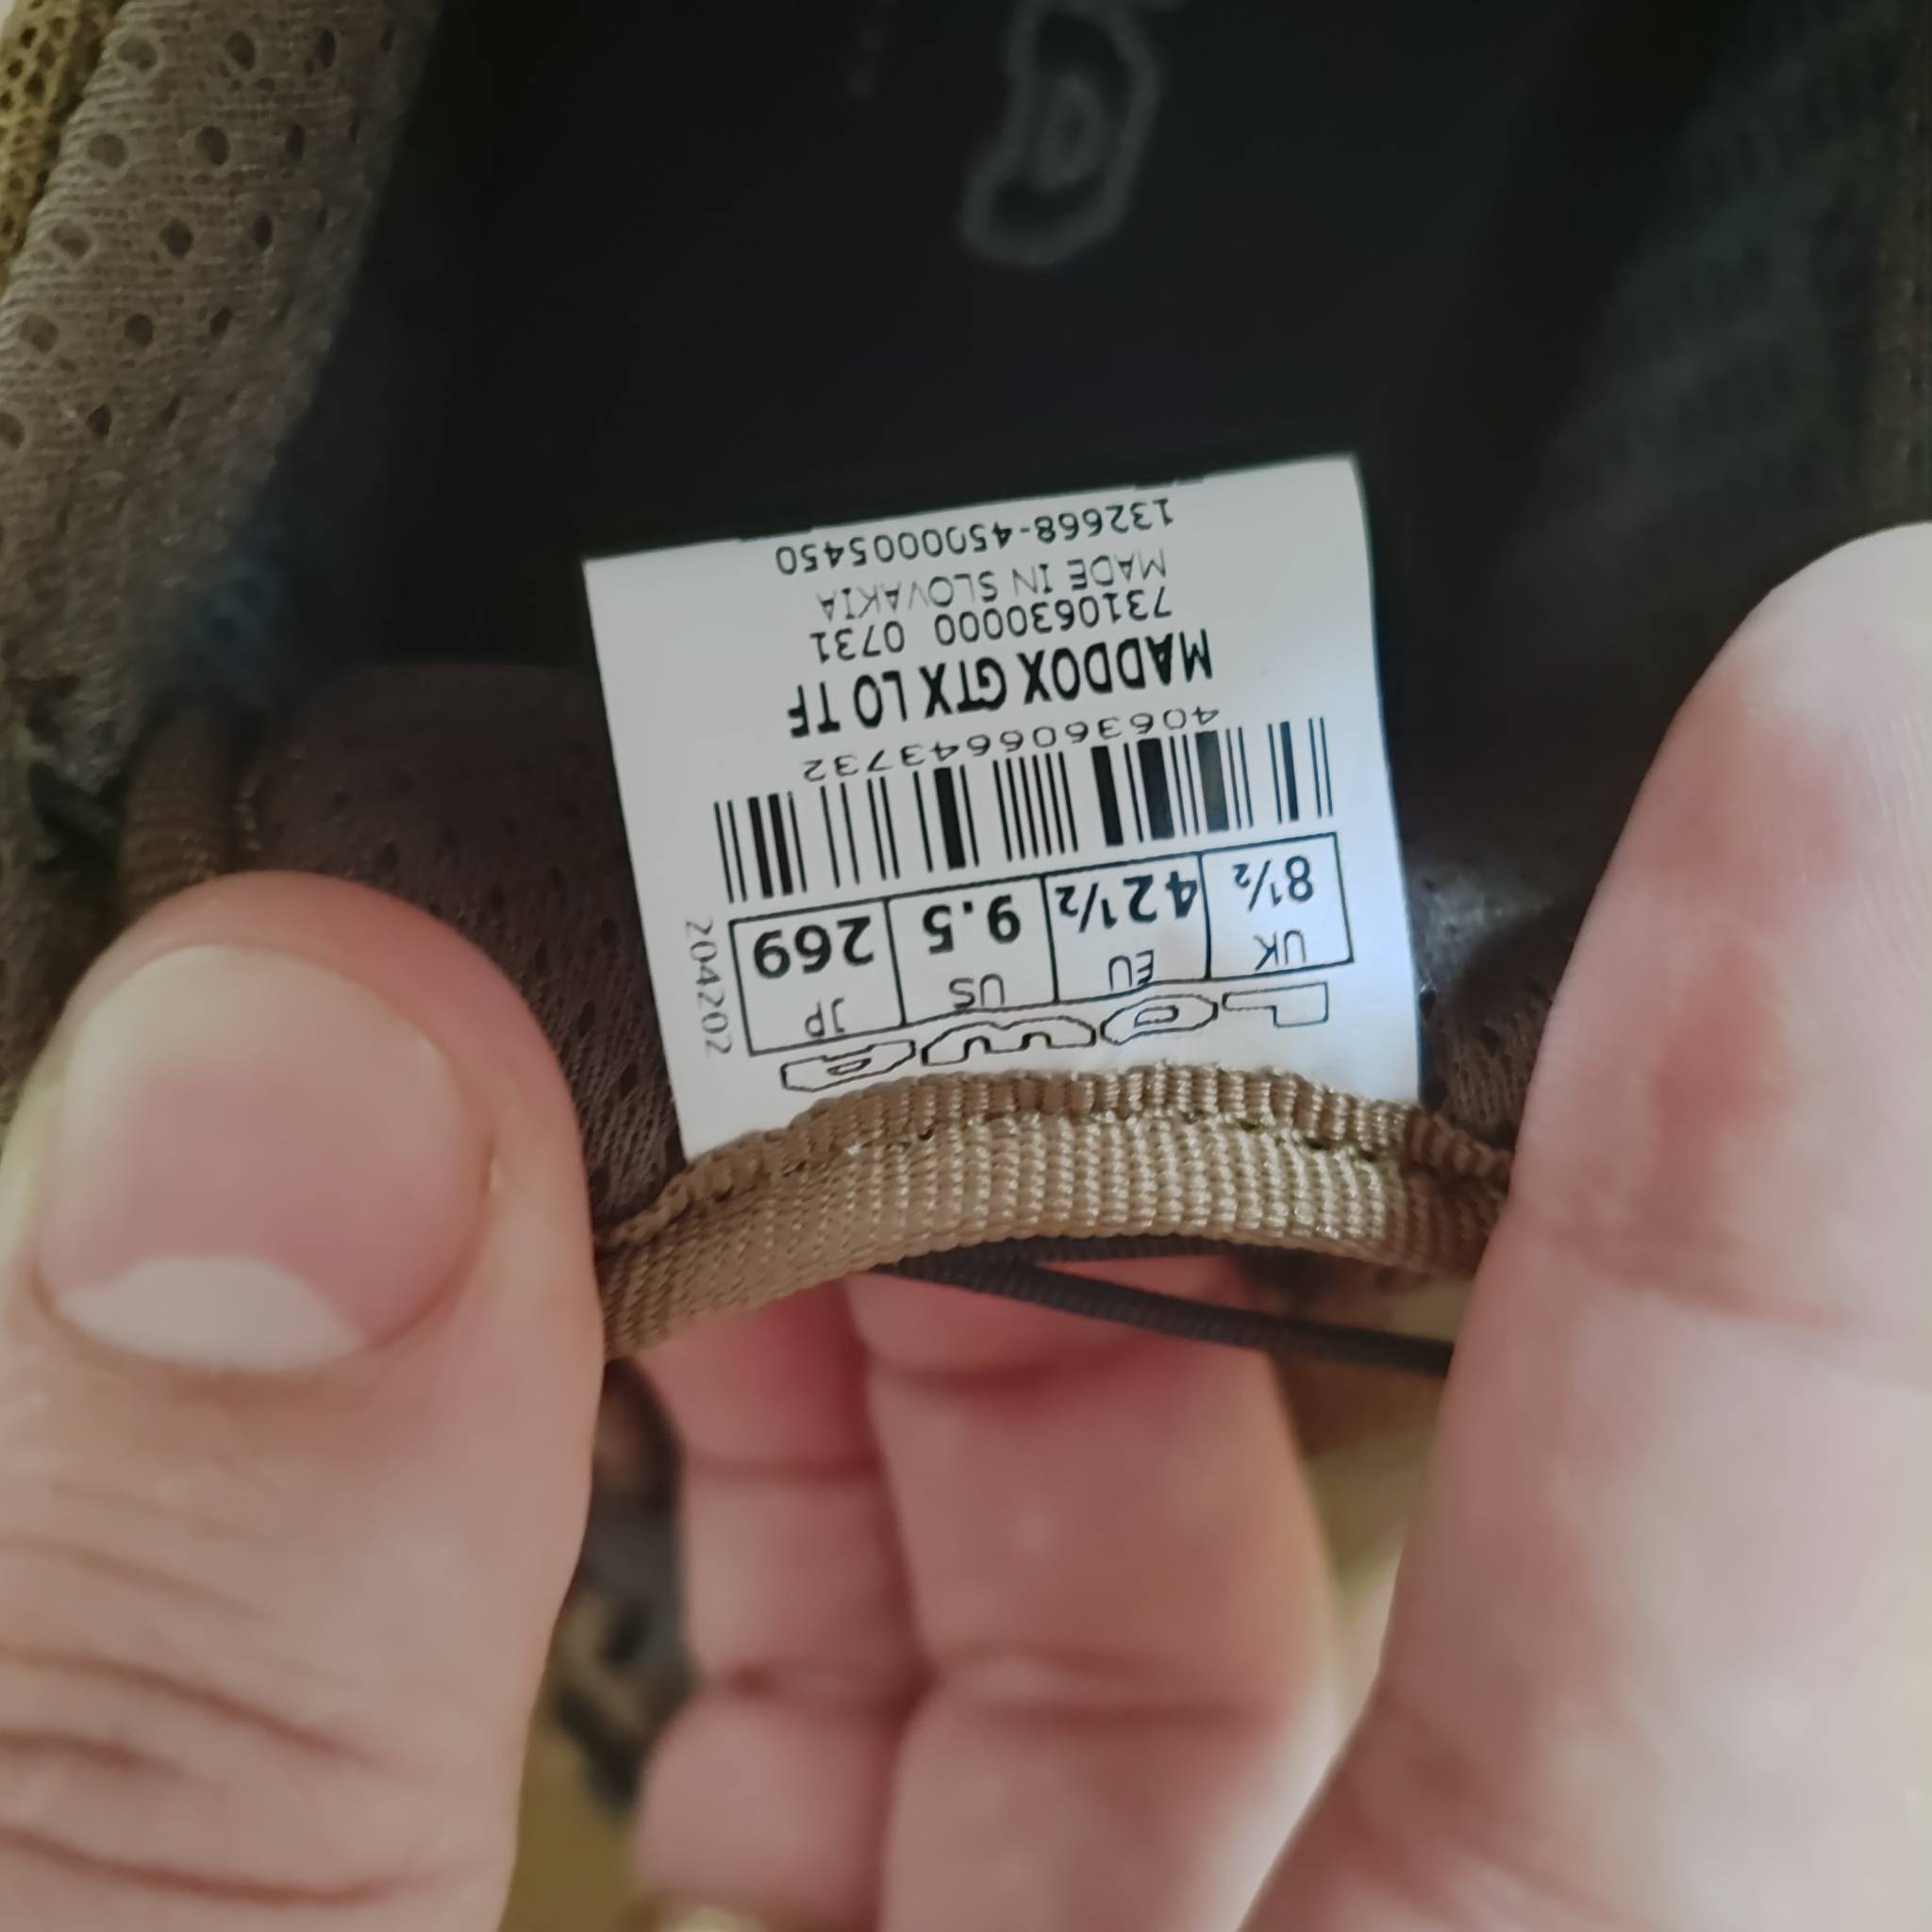 LOWA
UK EU US JP
8½ 42½ 9.5 269
204202
4063606643732
MADDOX GTX LO TF
7310630000 0731
MADE IN SLOVAKIA
132668-4500005450